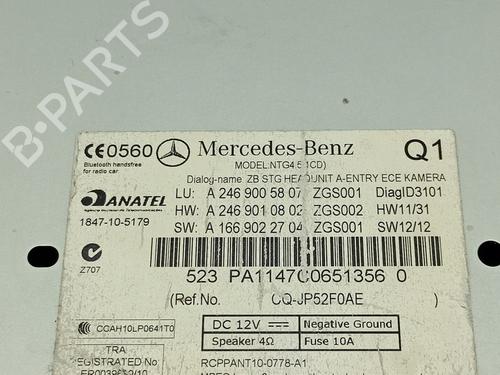 B-PARTS
CE0560
Bluetooth handsfree
for radio car
Mercedes-Benz
Q1
MODEL:NTG4.5(1CD)
Dialog-name: ZB STG HEADUNIT A-ENTRY ECE KAMERA
ANATEL
1847-10-5179
LU: A 246 900 58 07 ZGS001 DiagID3101
HW: A 246 901 08 02 ZGS002 HW11/31
SW: A 166 902 27 04 ZGS001 SW12/12
Z707
523 PA1147C0651356 0
(Ref.No. CQ-JP52F0AE )
CCAH10LP0641T0
DC 12V Negative Ground
Speaker 4Ω Fuse 10A
TRA
REGISTRATED No:
RCPPANT10-0778-A1